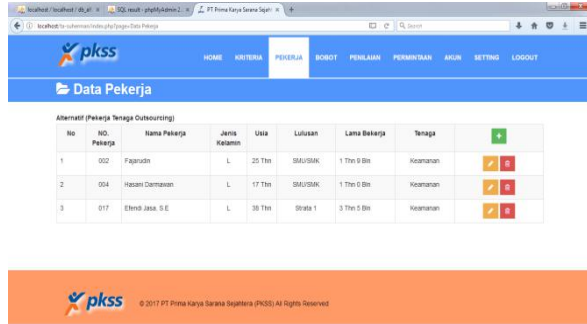 localhost / localhost / db_af
SQL result - phpMyAdmin 2.
PT Prima Karya Sarana Sejaht
localhost/ta-suherman/index.php?page=Data Pekerja
Search
pkss
HOME KRITERIA PEKERJA BOBOT PENILAIAN PERMINTAAN AKUN SETTING LOGOUT
Data Pekerja
Alternatif (Pekerja Tenaga Outsourcing)
No NO. Pekerja Nama Pekerja Jenis Kelamin Usia Lulusan Lama Bekerja Tenaga
1 002 Fajarudin L 25 Thn SMU/SMK 1 Thn 9 Bln Keamanan
2 004 Hasani Darmawan L 17 Thn SMU/SMK 1 Thn 0 Bln Keamanan
3 017 Efendi Jasa. S.E L 38 Thn Strata 1 3 Thn 5 Bln Keamanan
pkss
© 2017 PT Prima Karya Sarana Sejahtera (PKSS) All Rights Reserved